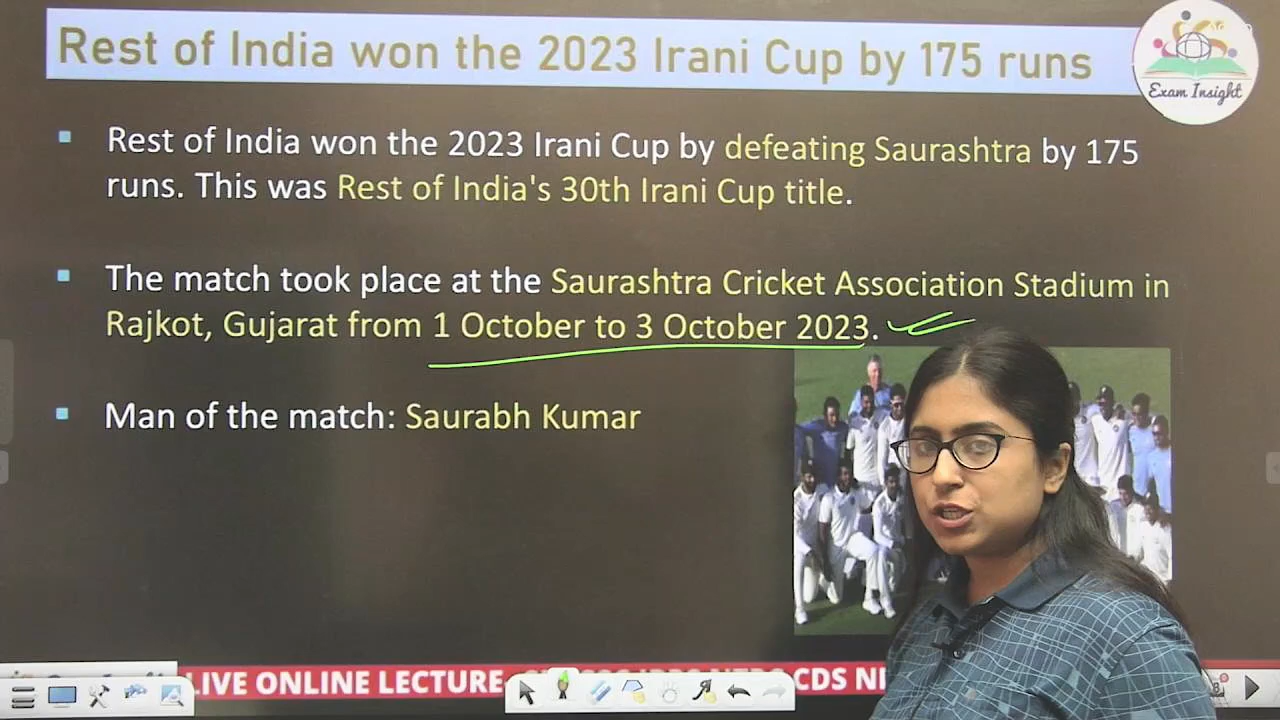 Rest of India won the 2023 Irani Cup by 175 runs
Exam Insight
Rest of India won the 2023 Irani Cup by defeating Saurashtra by 175
runs. This was Rest of India's 30th Irani Cup title.
The match took place at the Saurashtra Cricket Association Stadium in
Rajkot, Gujarat from 1 October to 3 October 2023.
Man of the match: Saurabh Kumar
LIVE ONLINE LECTURE
CDS